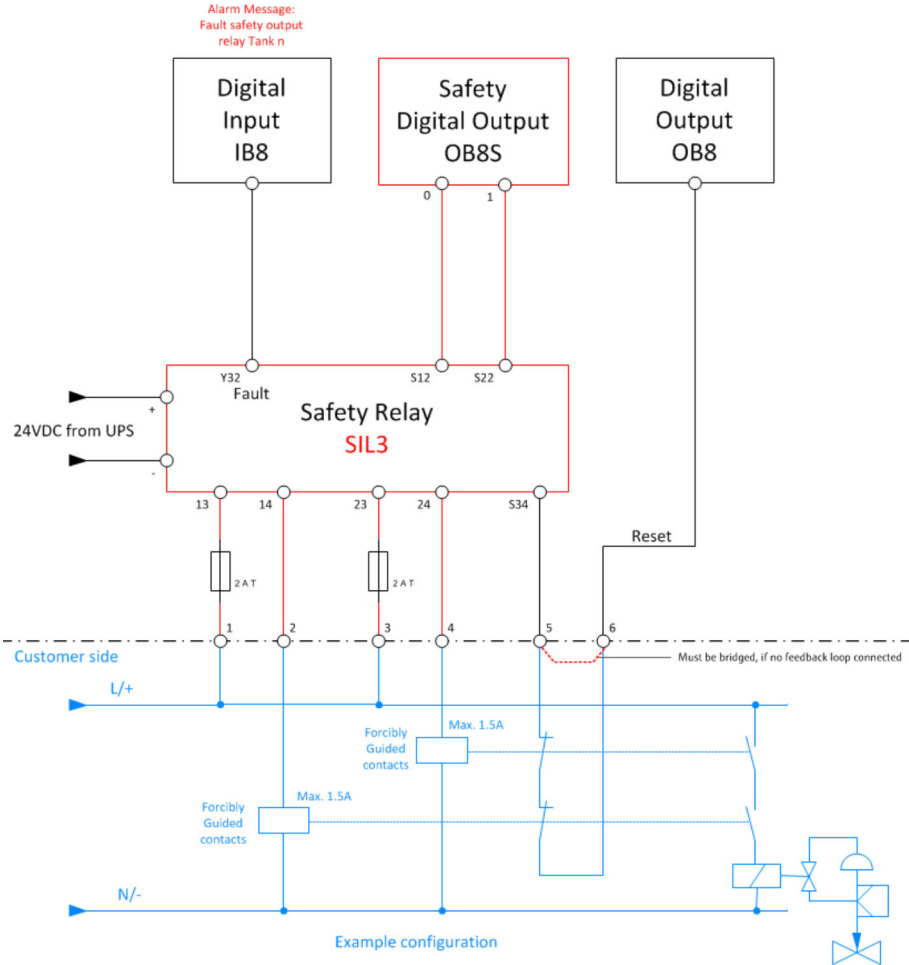 Alarm Message:
Fault safety output
relay Tank n
Digital
Input
IB8
Safety
Digital Output
OB8S
Digital
Output
OB8
0
1
Y32
S12
S22
Fault
+
24VDC from UPS
-
Safety Relay
SIL3
13
14
23
24
S34
Reset
2 A T
2 A T
1
2
3
4
5
6
Customer side
Must be bridged, if no feedback loop connected
L/+
Max. 1.5A
Forcibly
Guided
contacts
Max. 1.5A
Forcibly
Guided
contacts
N/-
Example configuration